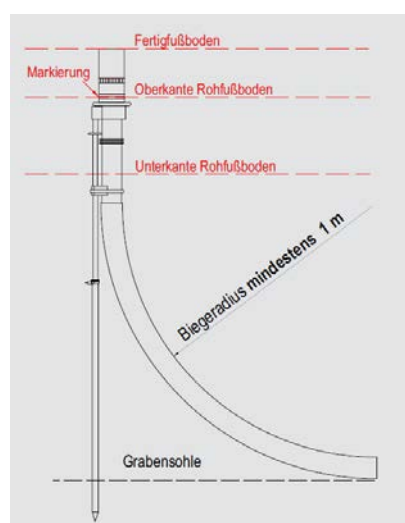 Fertigfußboden
Markierung
Oberkante Rohfußboden
Unterkante Rohfußboden
Biegeradius mindestens 1 m
Grabensohle